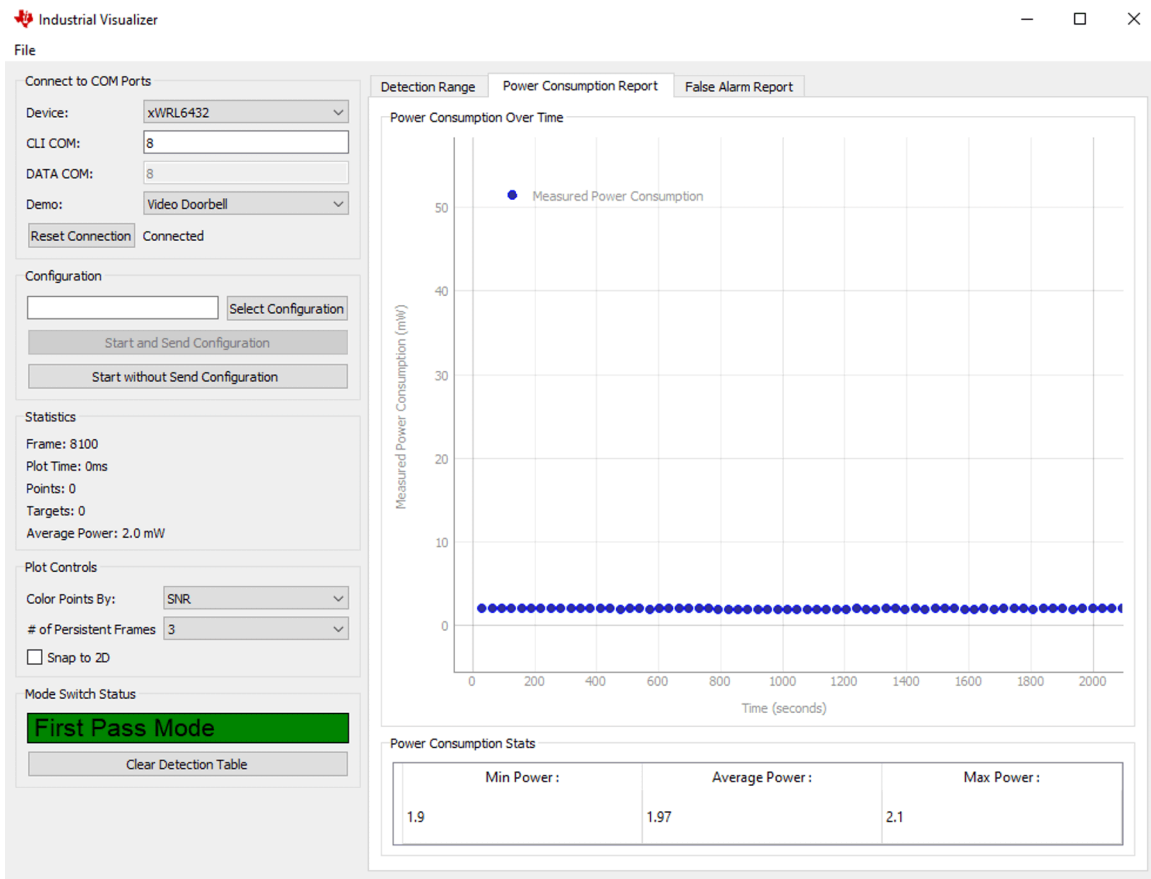 Industrial Visualizer
File
Connect to COM Ports
Device: xWRL6432
CLI COM: 8
DATA COM: 8
Demo: Video Doorbell
Reset Connection Connected
Configuration
Select Configuration
Start and Send Configuration
Start without Send Configuration
Statistics
Frame: 8100
Plot Time: 0ms
Points: 0
Targets: 0
Average Power: 2.0 mW
Plot Controls
Color Points By: SNR
# of Persistent Frames 3
Snap to 2D
Mode Switch Status
First Pass Mode
Clear Detection Table
Detection Range Power Consumption Report False Alarm Report
Power Consumption Over Time
Measured Power Consumption
Measured Power Consumption (mW)
50
40
30
20
10
0
0 200 400 600 800 1000 1200 1400 1600 1800 2000
Time (seconds)
Power Consumption Stats
Min Power : Average Power : Max Power :
1.9 1.97 2.1